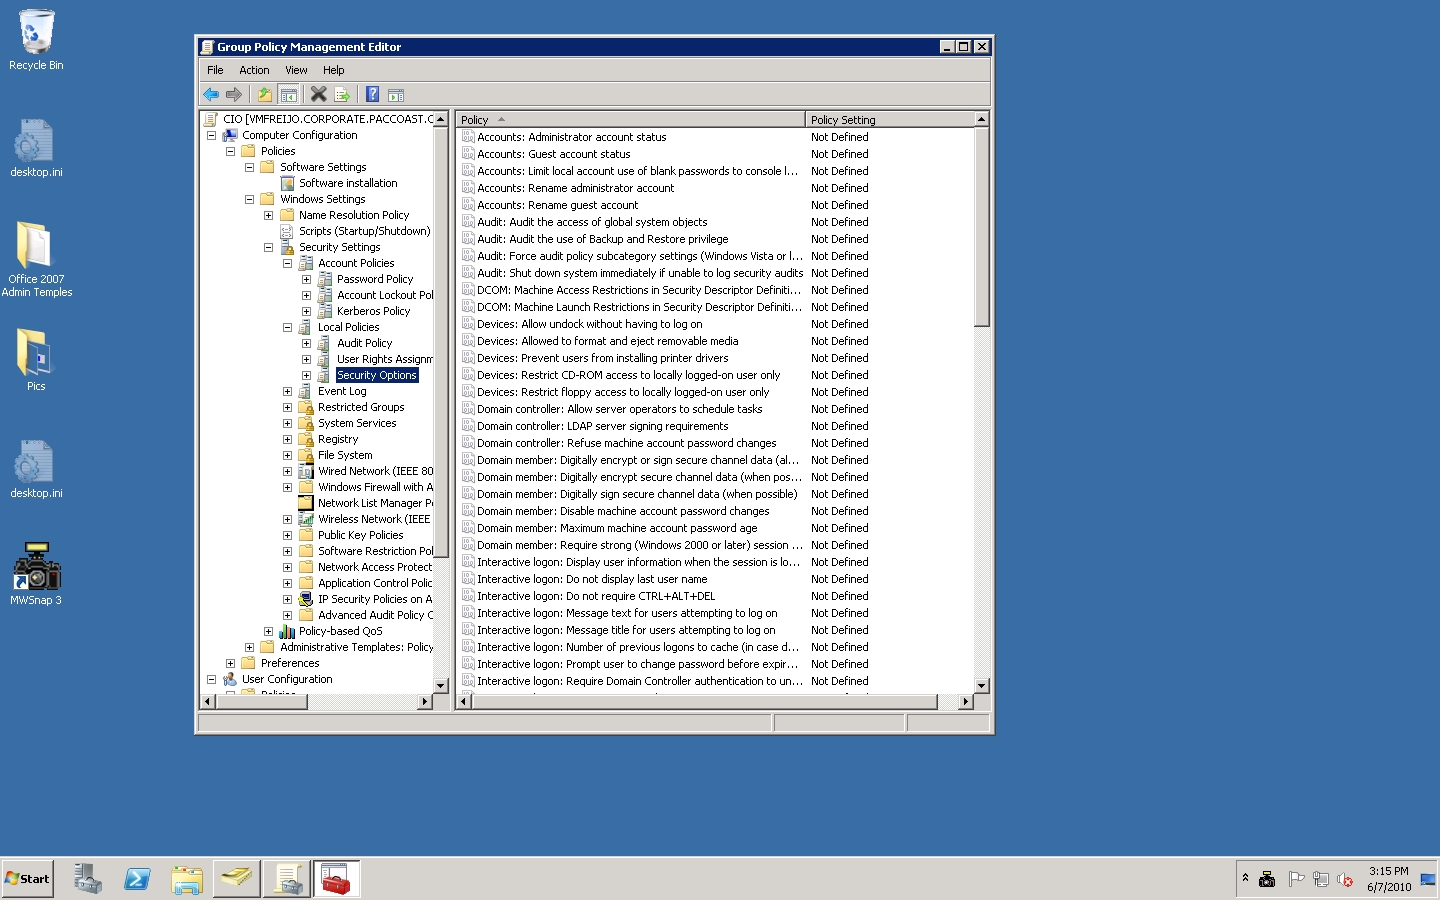 Recycle Bin
desktop.ini
Office 2007
Admin Temples
Pics
desktop.ini
MWSnap 3
Group Policy Management Editor
File Action View Help
CIO [VMFREIJO.CORPORATE.PACCOAST.C
Computer Configuration
Policies
Software Settings
Software installation
Windows Settings
Name Resolution Policy
Scripts (Startup/Shutdown)
Security Settings
Account Policies
Password Policy
Account Lockout Pol
Kerberos Policy
Local Policies
Audit Policy
User Rights Assignm
Security Options
Event Log
Restricted Groups
System Services
Registry
File System
Wired Network (IEEE 80
Windows Firewall with A
Network List Manager Po
Wireless Network (IEEE
Public Key Policies
Software Restriction Pol
Network Access Protect
Application Control Polic
IP Security Policies on A
Advanced Audit Policy C
Policy-based QoS
Administrative Templates: Policy
Preferences
User Configuration
Policies
Policy Policy Setting
Accounts: Administrator account status Not Defined
Accounts: Guest account status Not Defined
Accounts: Limit local account use of blank passwords to console l... Not Defined
Accounts: Rename administrator account Not Defined
Accounts: Rename guest account Not Defined
Audit: Audit the access of global system objects Not Defined
Audit: Audit the use of Backup and Restore privilege Not Defined
Audit: Force audit policy subcategory settings (Windows Vista or l... Not Defined
Audit: Shut down system immediately if unable to log security audits Not Defined
DCOM: Machine Access Restrictions in Security Descriptor Definiti... Not Defined
DCOM: Machine Launch Restrictions in Security Descriptor Definiti... Not Defined
Devices: Allow undock without having to log on Not Defined
Devices: Allowed to format and eject removable media Not Defined
Devices: Prevent users from installing printer drivers Not Defined
Devices: Restrict CD-ROM access to locally logged-on user only Not Defined
Devices: Restrict floppy access to locally logged-on user only Not Defined
Domain controller: Allow server operators to schedule tasks Not Defined
Domain controller: LDAP server signing requirements Not Defined
Domain controller: Refuse machine account password changes Not Defined
Domain member: Digitally encrypt or sign secure channel data (al... Not Defined
Domain member: Digitally encrypt secure channel data (when pos... Not Defined
Domain member: Digitally sign secure channel data (when possible) Not Defined
Domain member: Disable machine account password changes Not Defined
Domain member: Maximum machine account password age Not Defined
Domain member: Require strong (Windows 2000 or later) session ... Not Defined
Interactive logon: Display user information when the session is lo... Not Defined
Interactive logon: Do not display last user name Not Defined
Interactive logon: Do not require CTRL+ALT+DEL Not Defined
Interactive logon: Message text for users attempting to log on Not Defined
Interactive logon: Message title for users attempting to log on Not Defined
Interactive logon: Number of previous logons to cache (in case d... Not Defined
Interactive logon: Prompt user to change password before expir... Not Defined
Interactive logon: Require Domain Controller authentication to un... Not Defined
Start
3:15 PM
6/7/2010